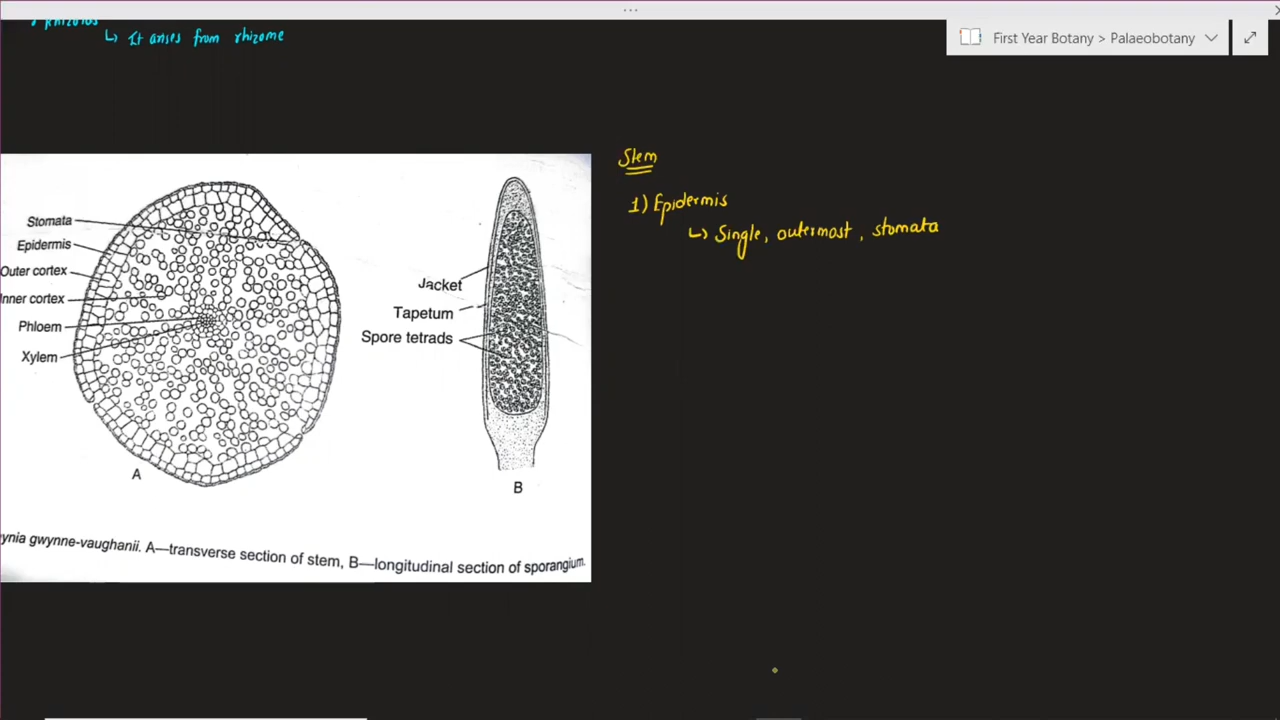 ↳ It arises from rhizome
First Year Botany > Palaeobotany
Stem
1) Epidermis
↳ Single, outermost, stomata
Stomata
Epidermis
Outer cortex
Inner cortex
Phloem
Xylem
A
Jacket
Tapetum
Spore tetrads
B
ynia gwynne-vaughanii. A—transverse section of stem, B—longitudinal section of sporangium.